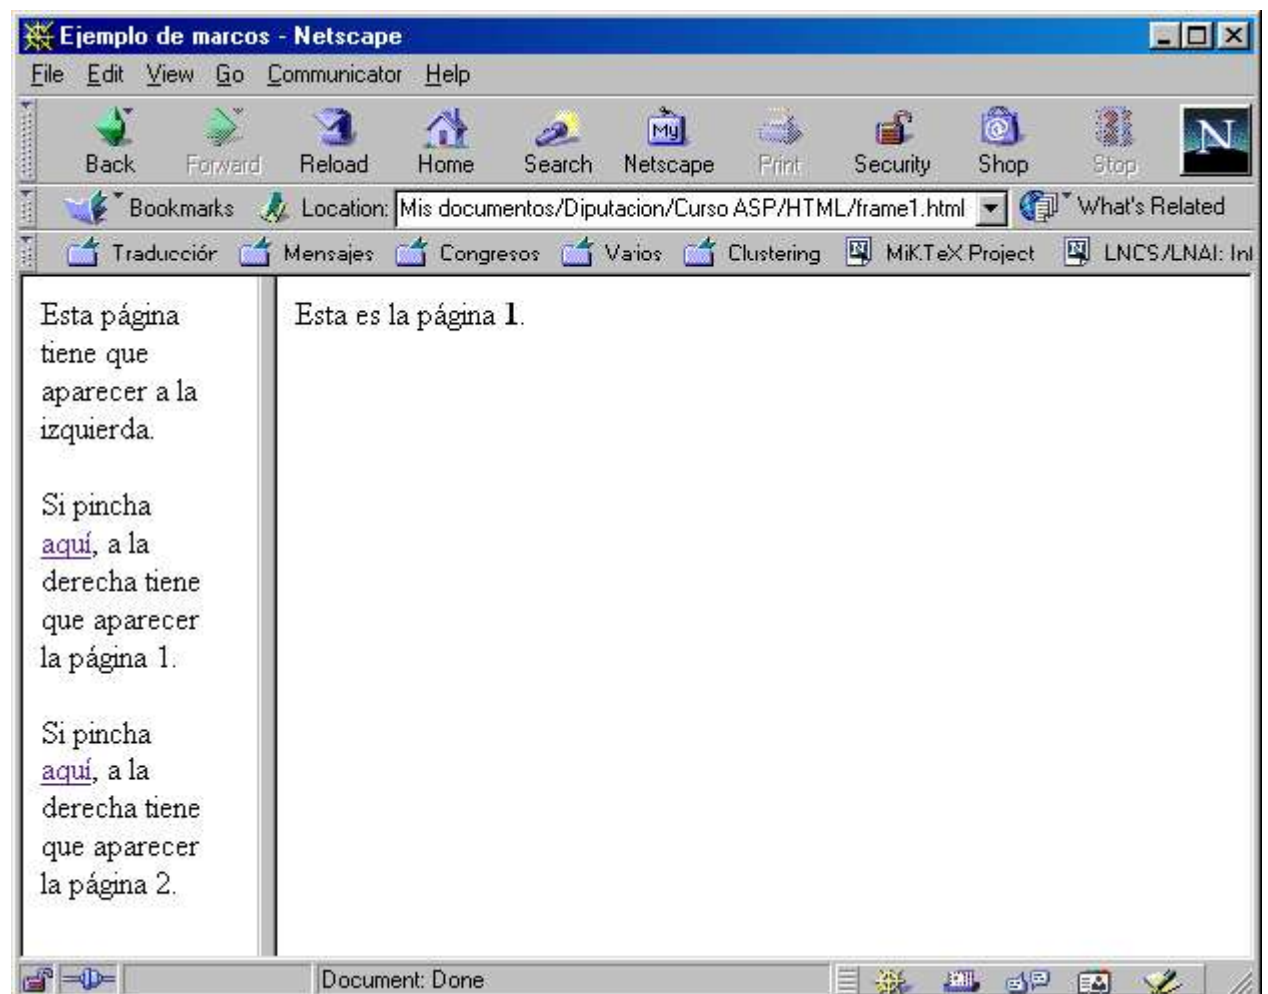 Ejemplo de marcos - Netscape
File Edit View Go Communicator Help
Back Forward Reload Home Search Netscape Print Security Shop Stop
My
N
Bookmarks Location: Mis documentos/Diputacion/Curso ASP/HTML/frame1.html What's Related
Traducción Mensajes Congresos Varios Clustering MiKTeX Project LNCS/LNAI: Inf
Esta página
tiene que
aparecer a la
izquierda.
Si pincha
aquí, a la
derecha tiene
que aparecer
la página 1.
Si pincha
aquí, a la
derecha tiene
que aparecer
la página 2.
Esta es la página 1.
Document: Done